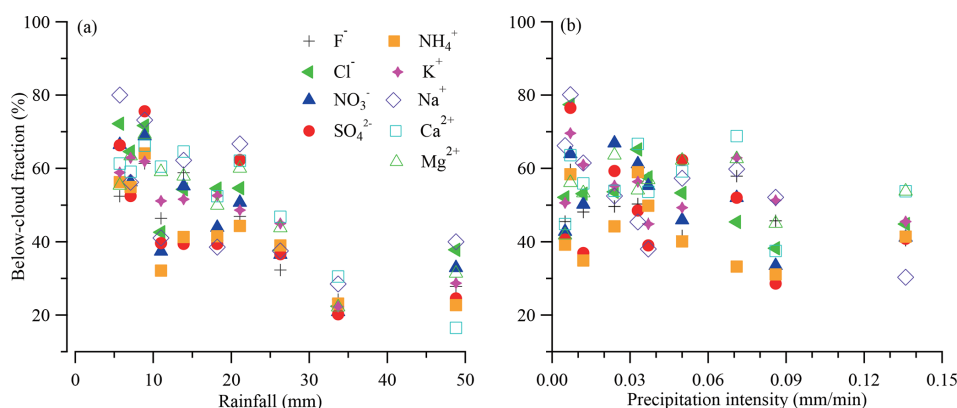 Below-cloud fraction (%)
100
80
60
40
20
(a)
F⁻
Cl⁻
NO₃⁻
SO₄²⁻
NH₄⁺
K⁺
Na⁺
Ca²⁺
Mg²⁺
0 10 20 30 40 50
Rainfall (mm)
100
80
60
40
20
(b)
0.00 0.03 0.06 0.09 0.12 0.15
Precipitation intensity (mm/min)